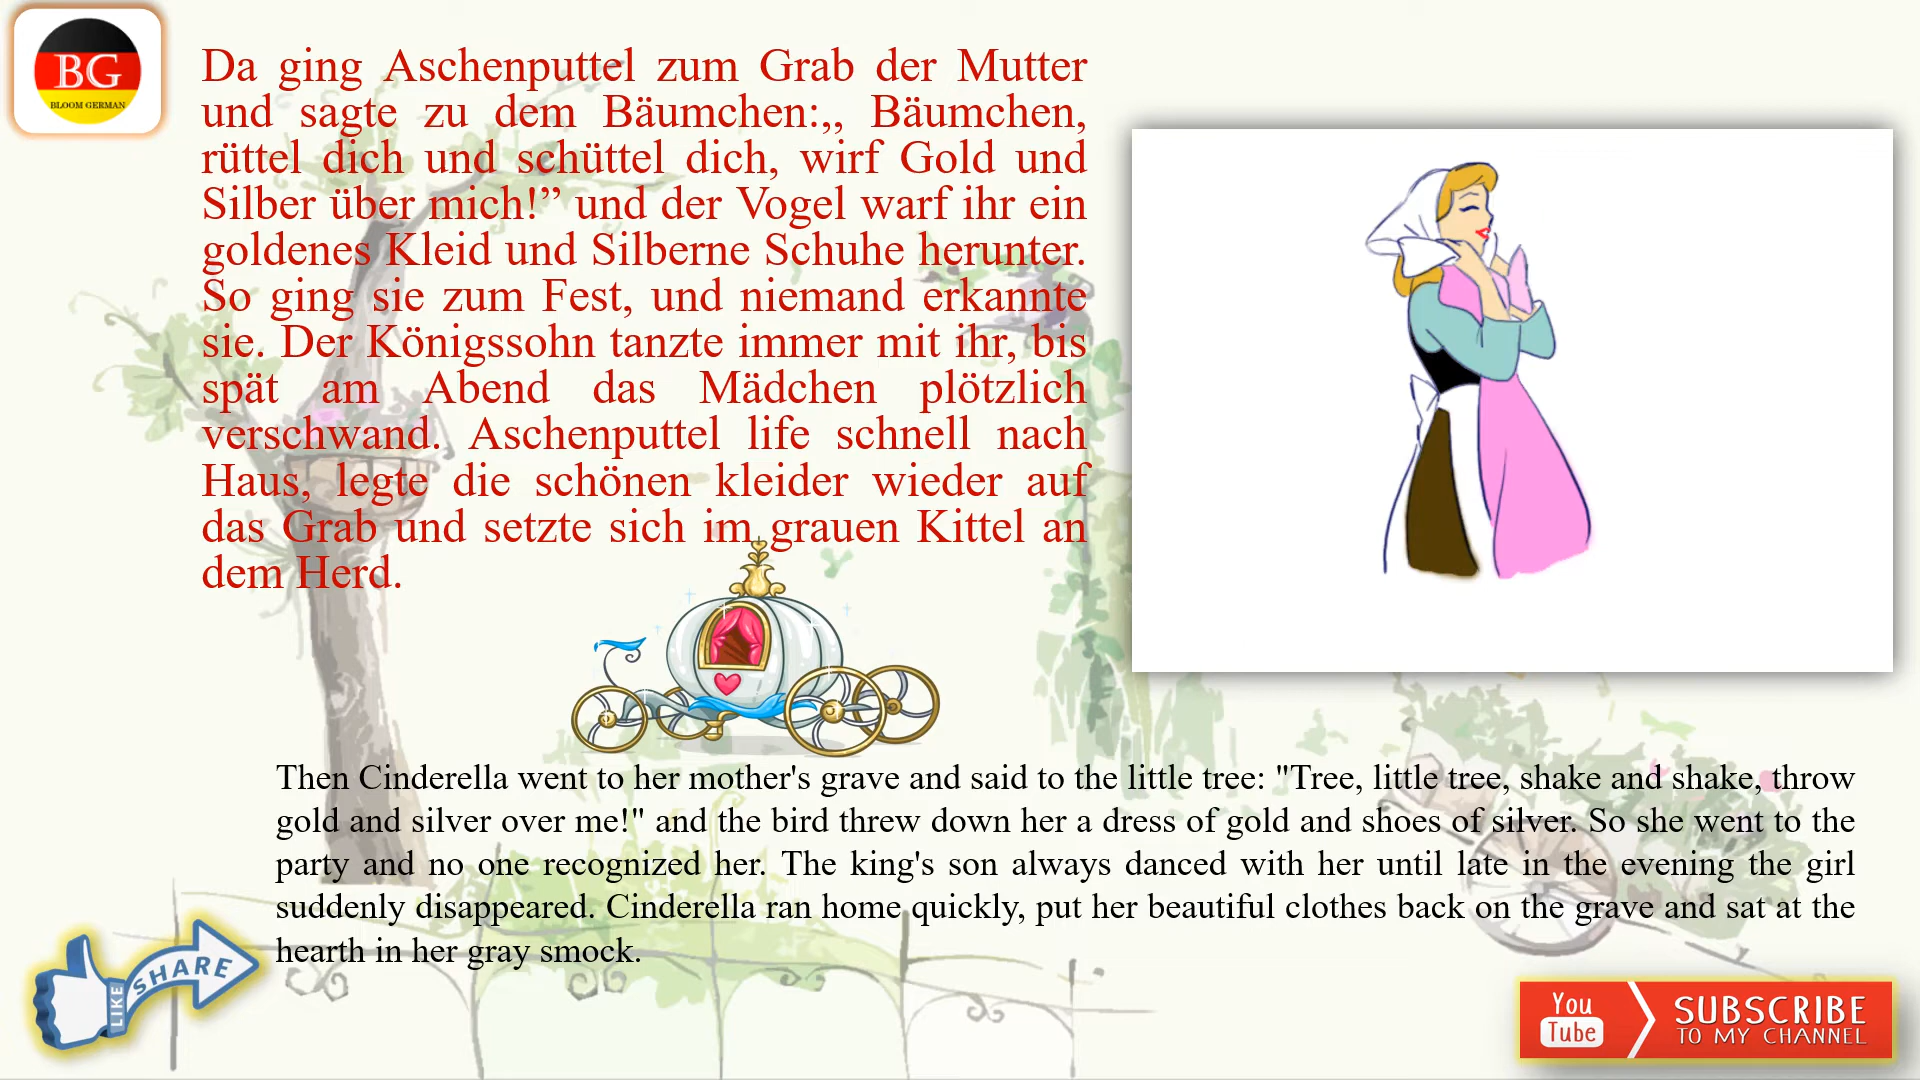 BG
BLOOM GERMAN
Da ging Aschenputtel zum Grab der Mutter
und sagte zu dem Bäumchen:,, Bäumchen,
rüttel dich und schüttel dich, wirf Gold und
Silber über mich!” und der Vogel warf ihr ein
goldenes Kleid und Silberne Schuhe herunter.
So ging sie zum Fest, und niemand erkannte
sie. Der Königssohn tanzte immer mit ihr, bis
spät am Abend das Mädchen plötzlich
verschwand. Aschenputtel life schnell nach
Haus, legte die schönen kleider wieder auf
das Grab und setzte sich im grauen Kittel an
dem Herd.
Then Cinderella went to her mother's grave and said to the little tree: "Tree, little tree, shake and shake, throw
gold and silver over me!" and the bird threw down her a dress of gold and shoes of silver. So she went to the
party and no one recognized her. The king's son always danced with her until late in the evening the girl
suddenly disappeared. Cinderella ran home quickly, put her beautiful clothes back on the grave and sat at the
hearth in her gray smock.
LIKE
SHARE
You
Tube
SUBSCRIBE
TO MY CHANNEL